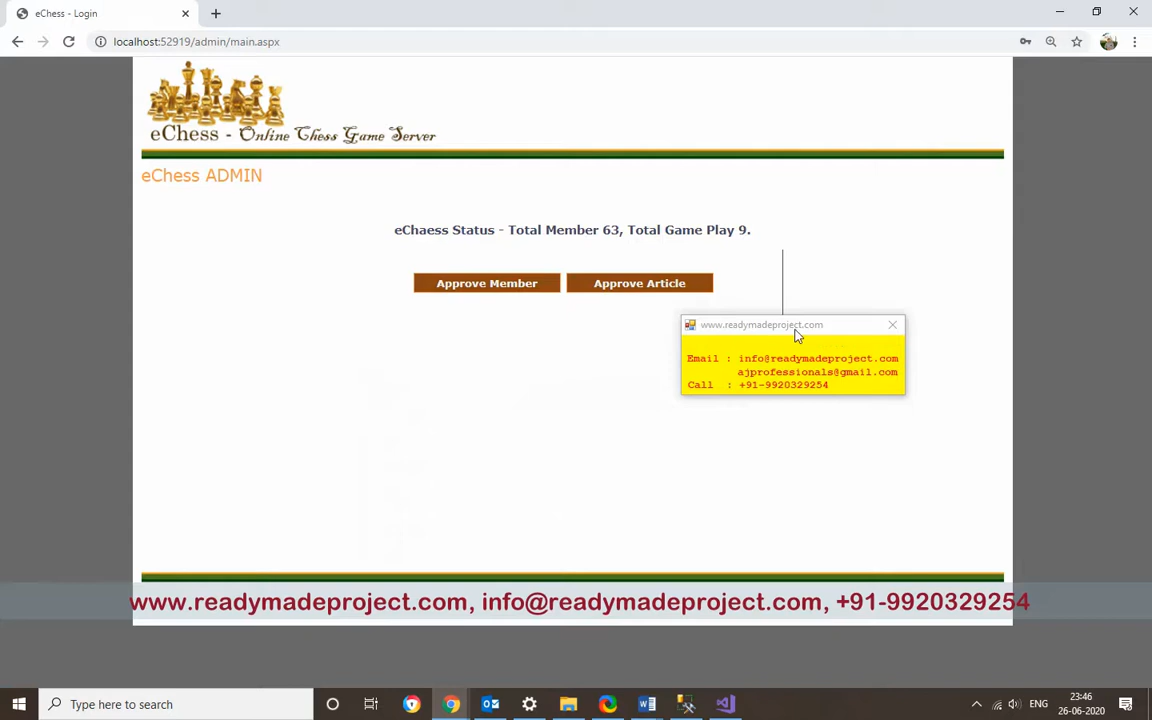 eChess - Login
localhost:52919/admin/main.aspx
eChess - Online Chess Game Server
eChess ADMIN
eChaess Status - Total Member 63, Total Game Play 9.
Approve Member Approve Article
www.readymadeproject.com
Email : info@readymadeproject.com
ajprofessionals@gmail.com
Call : +91-9920329254
www.readymadeproject.com, info@readymadeproject.com, +91-9920329254
Type here to search
ENG
23:46
26-06-2020